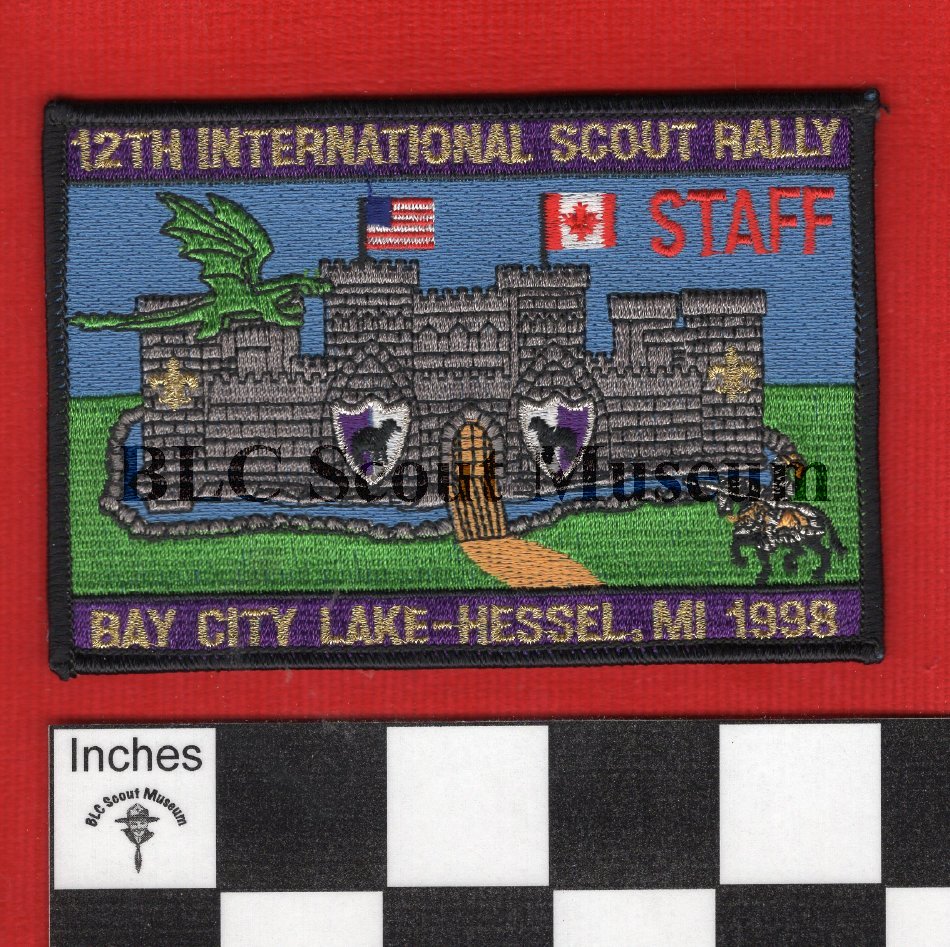 12TH INTERNATIONAL SCOUT RALLY
STAFF
BLC Scout Museum
BAY CITY LAKE-HESSEL, MI 1998
Inches
BLC Scout Museum